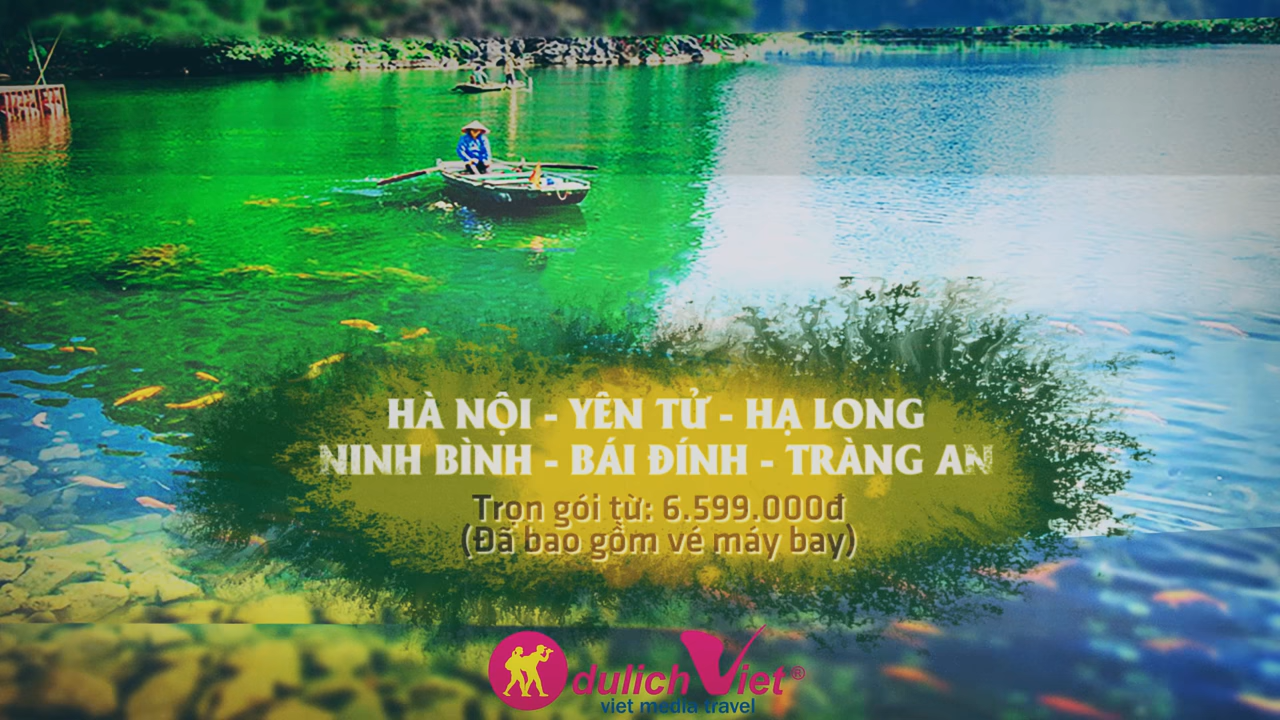 HÀ NỘI - YÊN TỬ - HẠ LONG
NINH BÌNH - BÁI ĐÍNH - TRÀNG AN
Trọn gói từ: 6.599.000đ
(Đã bao gồm vé máy bay)
dulichViet®
viet media travel